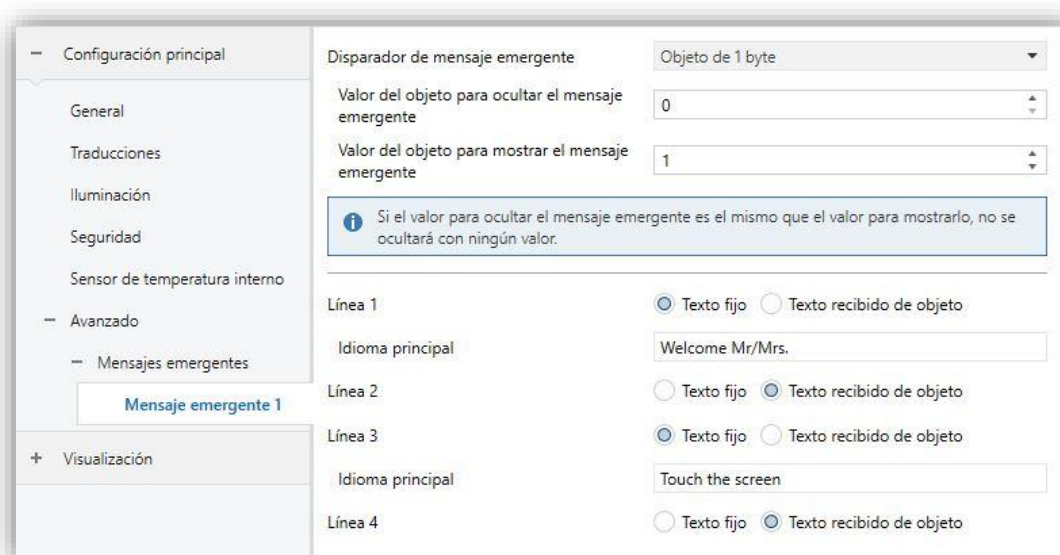 Configuración principal
General
Traducciones
Iluminación
Seguridad
Sensor de temperatura interno
Avanzado
Mensajes emergentes
Mensaje emergente 1
Visualización
Disparador de mensaje emergente
Objeto de 1 byte
Valor del objeto para ocultar el mensaje
emergente
0
Valor del objeto para mostrar el mensaje
emergente
1
Si el valor para ocultar el mensaje emergente es el mismo que el valor para mostrarlo, no se
ocultará con ningún valor.
Línea 1 Texto fijo Texto recibido de objeto
Idioma principal Welcome Mr/Mrs.
Línea 2 Texto fijo Texto recibido de objeto
Línea 3 Texto fijo Texto recibido de objeto
Idioma principal Touch the screen
Línea 4 Texto fijo Texto recibido de objeto